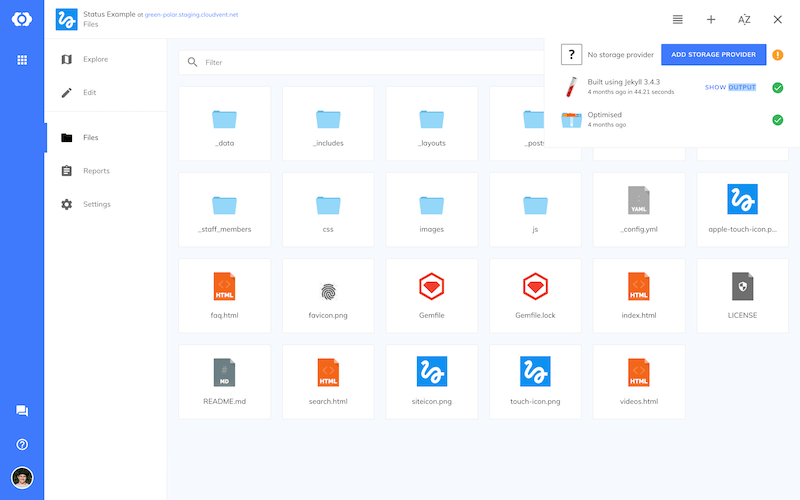 Status Example at green-polar.staging.cloudvent.net
Files
AZ
Explore
Edit
Files
Reports
Settings
Filter
?
No storage provider
ADD STORAGE PROVIDER
Built using Jekyll 3.4.3
4 months ago in 44.21 seconds
SHOW OUTPUT
Optimised
4 months ago
_data
_includes
_layouts
_posts
_staff_members
css
images
js
YAML
_config.yml
apple-touch-icon.p...
HTML
faq.html
favicon.png
Gemfile
Gemfile.lock
HTML
index.html
LICENSE
#
MD
README.md
HTML
search.html
siteicon.png
touch-icon.png
HTML
videos.html